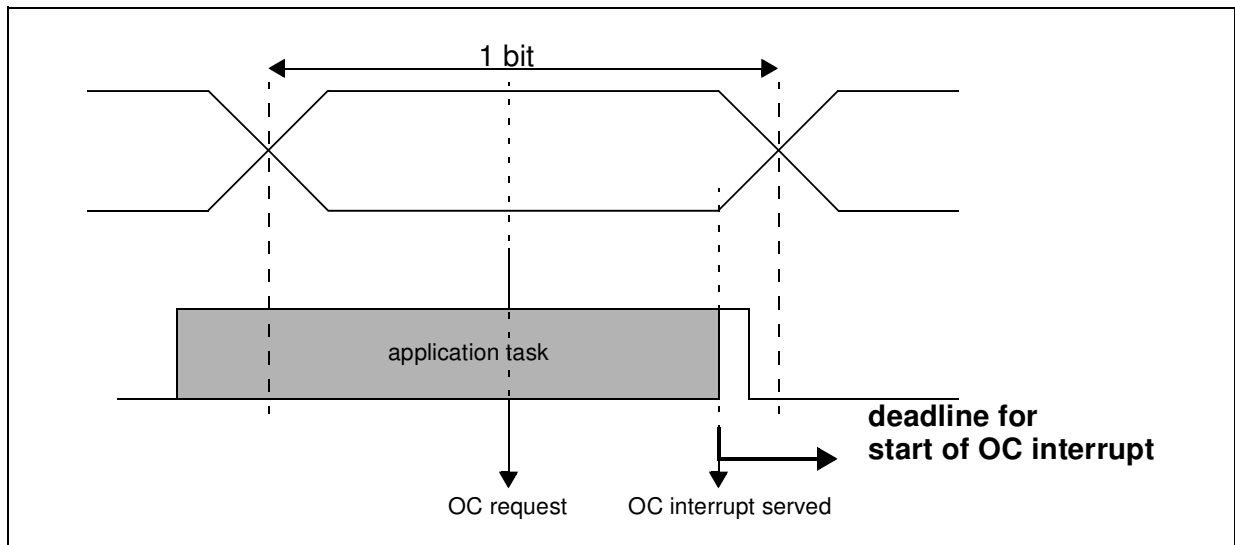 1 bit
application task
deadline for
start of OC interrupt
OC request
OC interrupt served